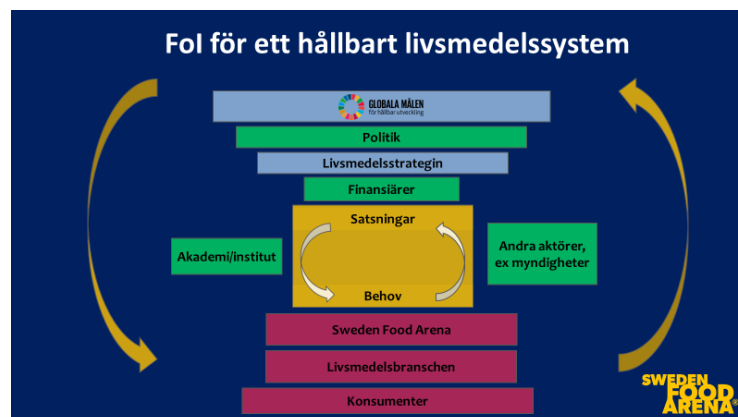 FoI för ett hållbart livsmedelssystem
GLOBALA MÅLEN
för hållbar utveckling
Politik
Livsmedelsstrategin
Finansiärer
Satsningar
Akademi/institut
Andra aktörer,
ex myndigheter
Behov
Sweden Food Arena
Livsmedelsbranschen
Konsumenter
SWEDEN
FOOD
ARENA®